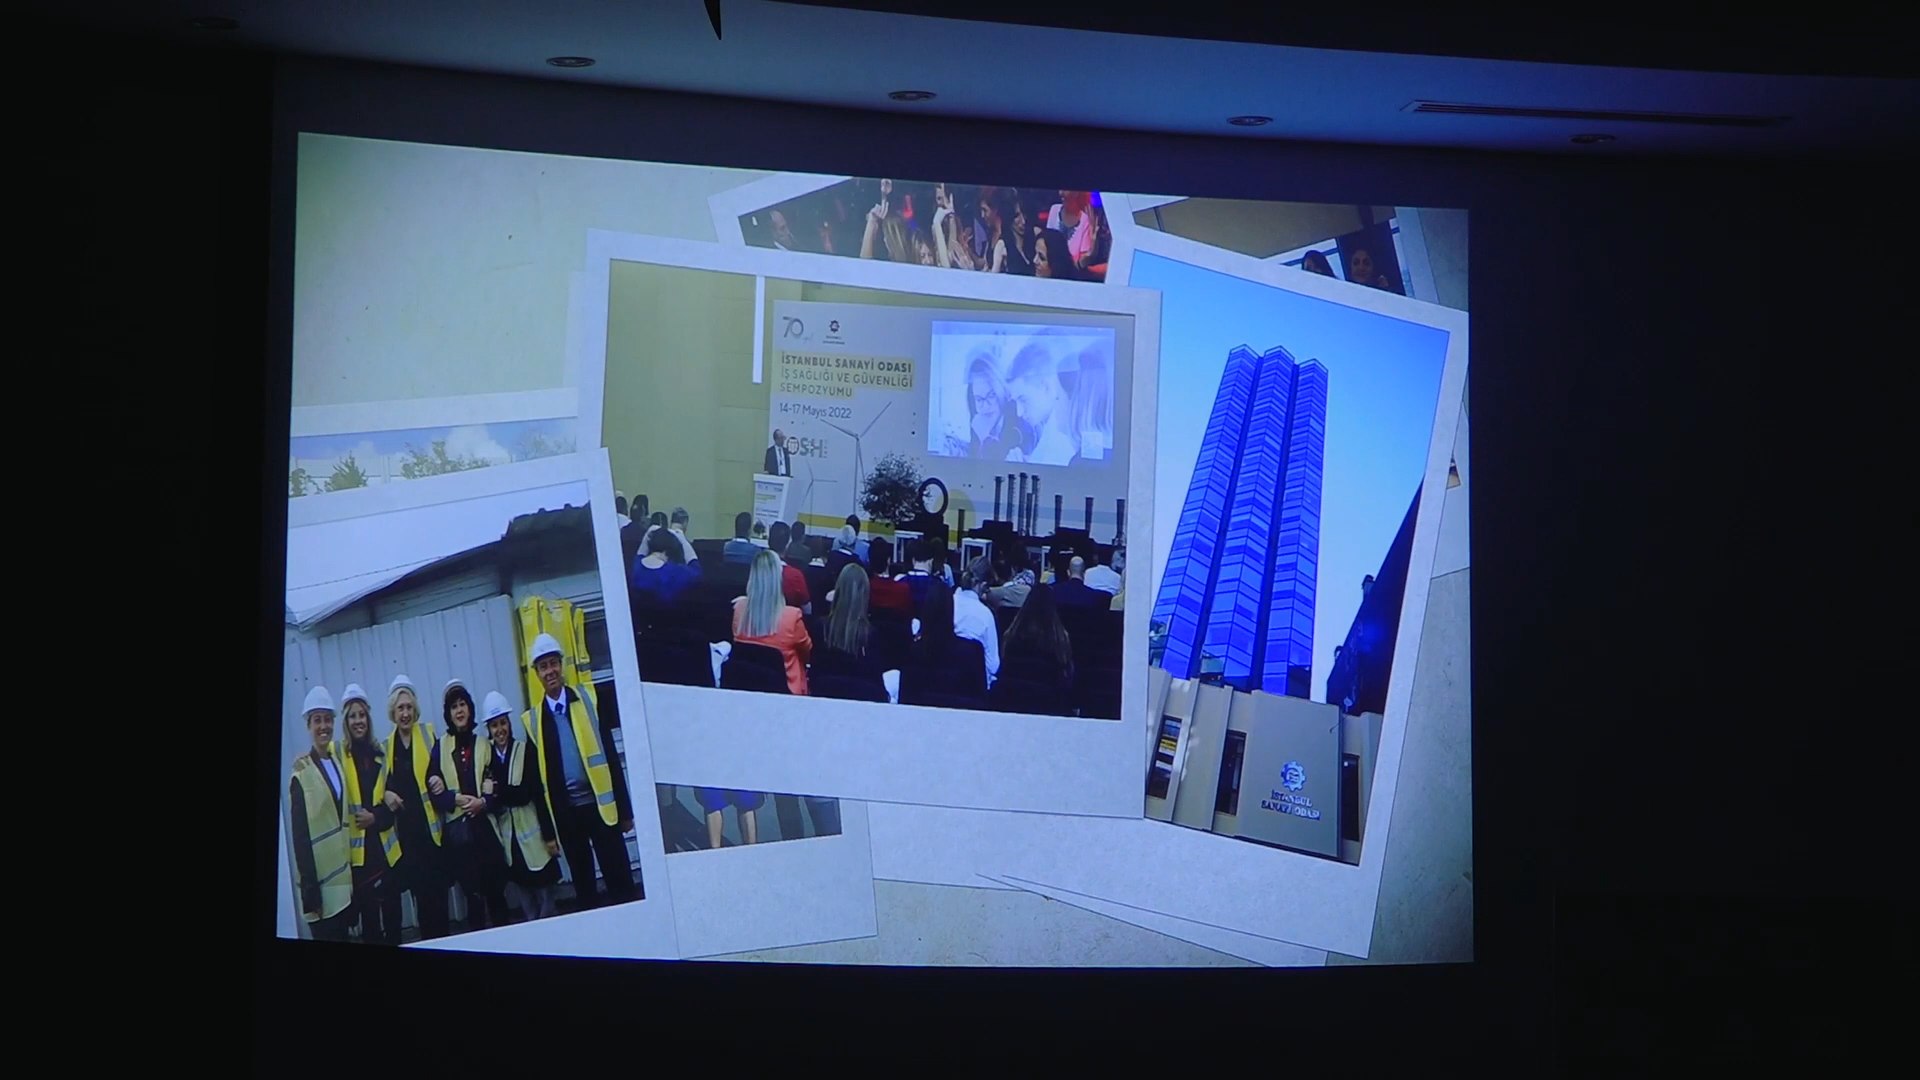 70
İSTANBUL SANAYİ ODASI
İŞ SAĞLIĞI VE GÜVENLİĞİ
SEMPOZYUMU
14-17 Mayıs 2022
OSH
İSTANBUL
SANAYİ ODASI